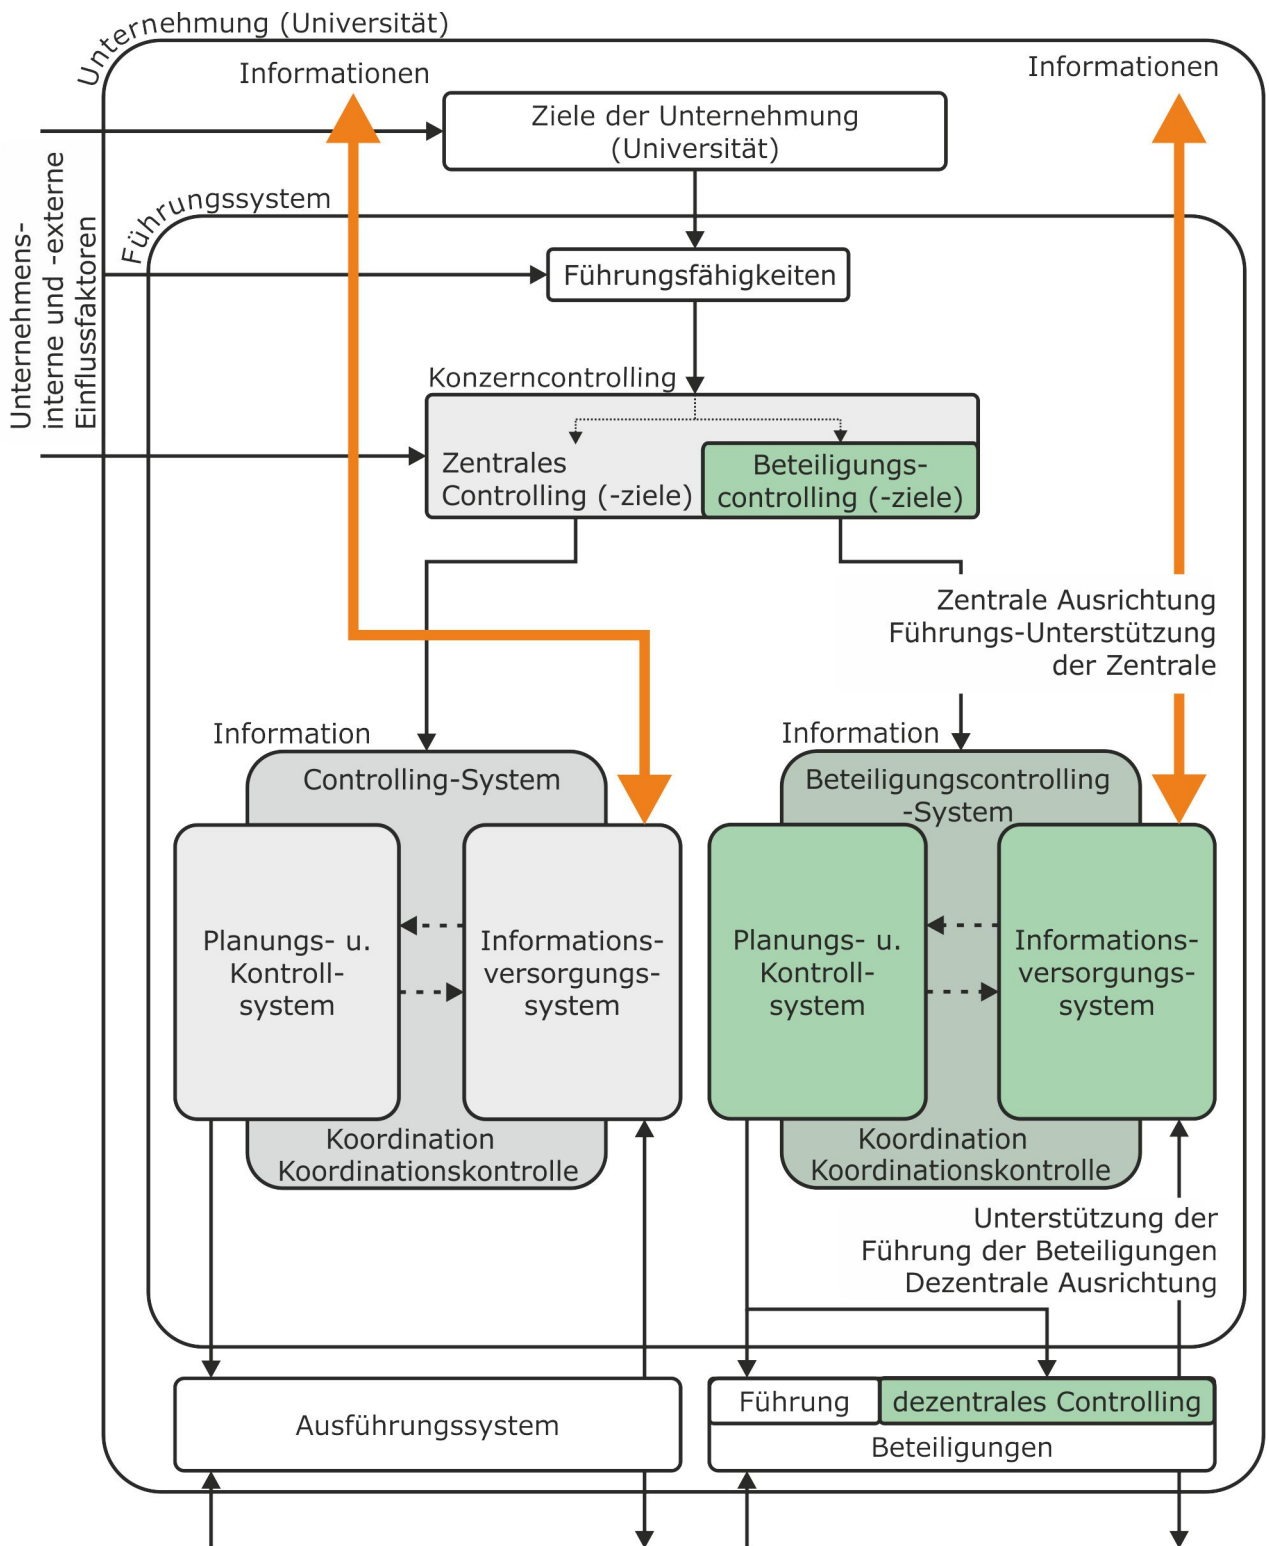 Unternehmung (Universität)
Informationen
Informationen
Ziele der Unternehmung
(Universität)
Unternehmens-
interne und -externe
Einflussfaktoren
Führungssystem
Führungsfähigkeiten
Konzerncontrolling
Zentrales
Controlling (-ziele)
Beteiligungs-
controlling (-ziele)
Zentrale Ausrichtung
Führungs-Unterstützung
der Zentrale
Information
Controlling-System
Planungs- u.
Kontroll-
system
Informations-
versorgungs-
system
Koordination
Koordinationskontrolle
Information
Beteiligungscontrolling
-System
Planungs- u.
Kontroll-
system
Informations-
versorgungs-
system
Koordination
Koordinationskontrolle
Unterstützung der
Führung der Beteiligungen
Dezentrale Ausrichtung
Ausführungssystem
Führung
dezentrales Controlling
Beteiligungen